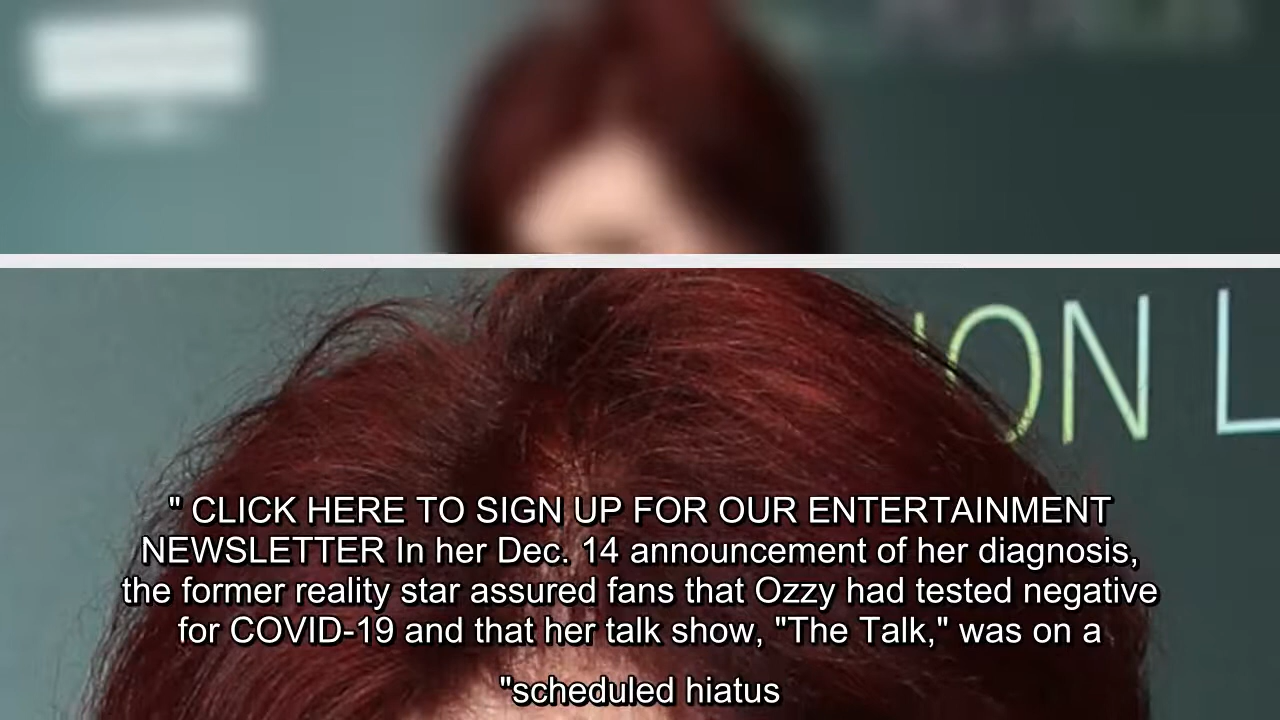 ION L
" CLICK HERE TO SIGN UP FOR OUR ENTERTAINMENT
NEWSLETTER In her Dec. 14 announcement of her diagnosis,
the former reality star assured fans that Ozzy had tested negative
for COVID-19 and that her talk show, "The Talk," was on a
"scheduled hiatus